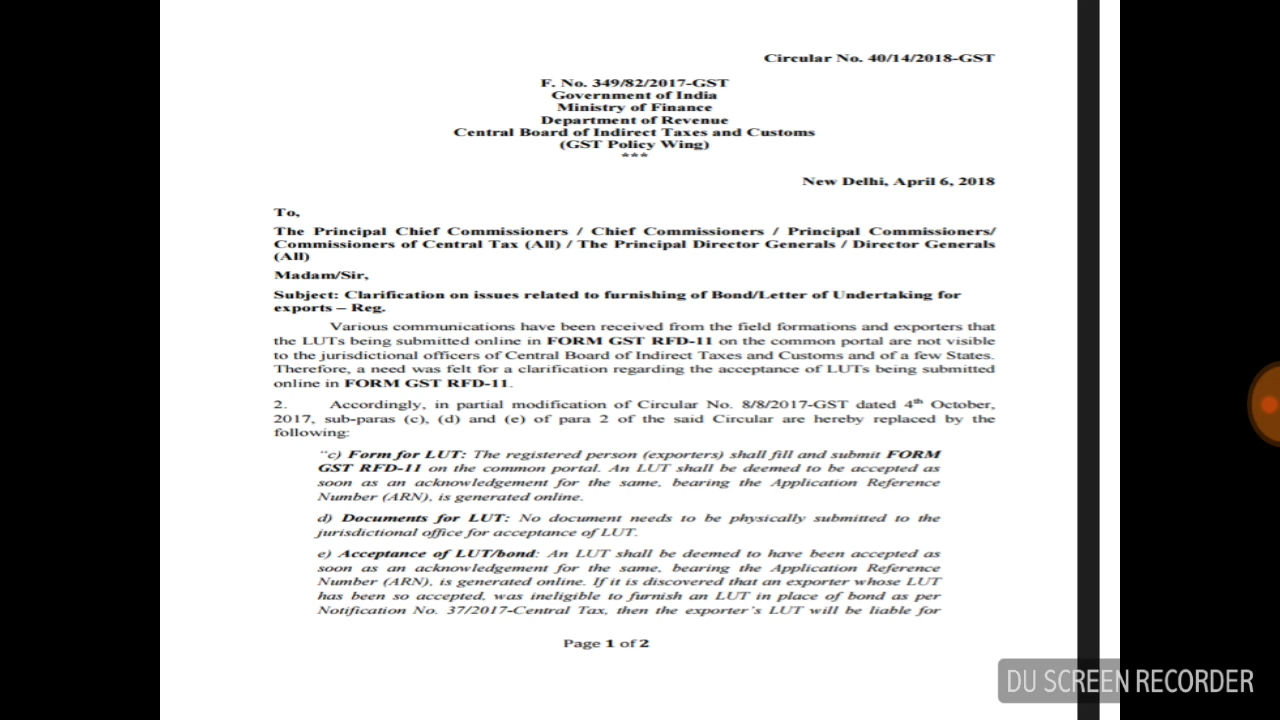 Circular No. 40/14/2018-GST
F. No. 349/82/2017-GST
Government of India
Ministry of Finance
Department of Revenue
Central Board of Indirect Taxes and Customs
(GST Policy Wing)
***
New Delhi, April 6, 2018
To,
The Principal Chief Commissioners / Chief Commissioners / Principal Commissioners/
Commissioners of Central Tax (All) / The Principal Director Generals / Director Generals
(All)
Madam/Sir,
Subject: Clarification on issues related to furnishing of Bond/Letter of Undertaking for
exports – Reg.
Various communications have been received from the field formations and exporters that
the LUTs being submitted online in FORM GST RFD-11 on the common portal are not visible
to the jurisdictional officers of Central Board of Indirect Taxes and Customs and of a few States.
Therefore, a need was felt for a clarification regarding the acceptance of LUTs being submitted
online in FORM GST RFD-11.
2. Accordingly, in partial modification of Circular No. 8/8/2017-GST dated 4th October,
2017, sub-paras (c), (d) and (e) of para 2 of the said Circular are hereby replaced by the
following:
"c) Form for LUT: The registered person (exporters) shall fill and submit FORM
GST RFD-11 on the common portal. An LUT shall be deemed to be accepted as
soon as an acknowledgement for the same, bearing the Application Reference
Number (ARN), is generated online.
d) Documents for LUT: No document needs to be physically submitted to the
jurisdictional office for acceptance of LUT.
e) Acceptance of LUT/bond: An LUT shall be deemed to have been accepted as
soon as an acknowledgement for the same, bearing the Application Reference
Number (ARN), is generated online. If it is discovered that an exporter whose LUT
has been so accepted, was ineligible to furnish an LUT in place of bond as per
Notification No. 37/2017-Central Tax, then the exporter's LUT will be liable for
Page 1 of 2
DU SCREEN RECORDER